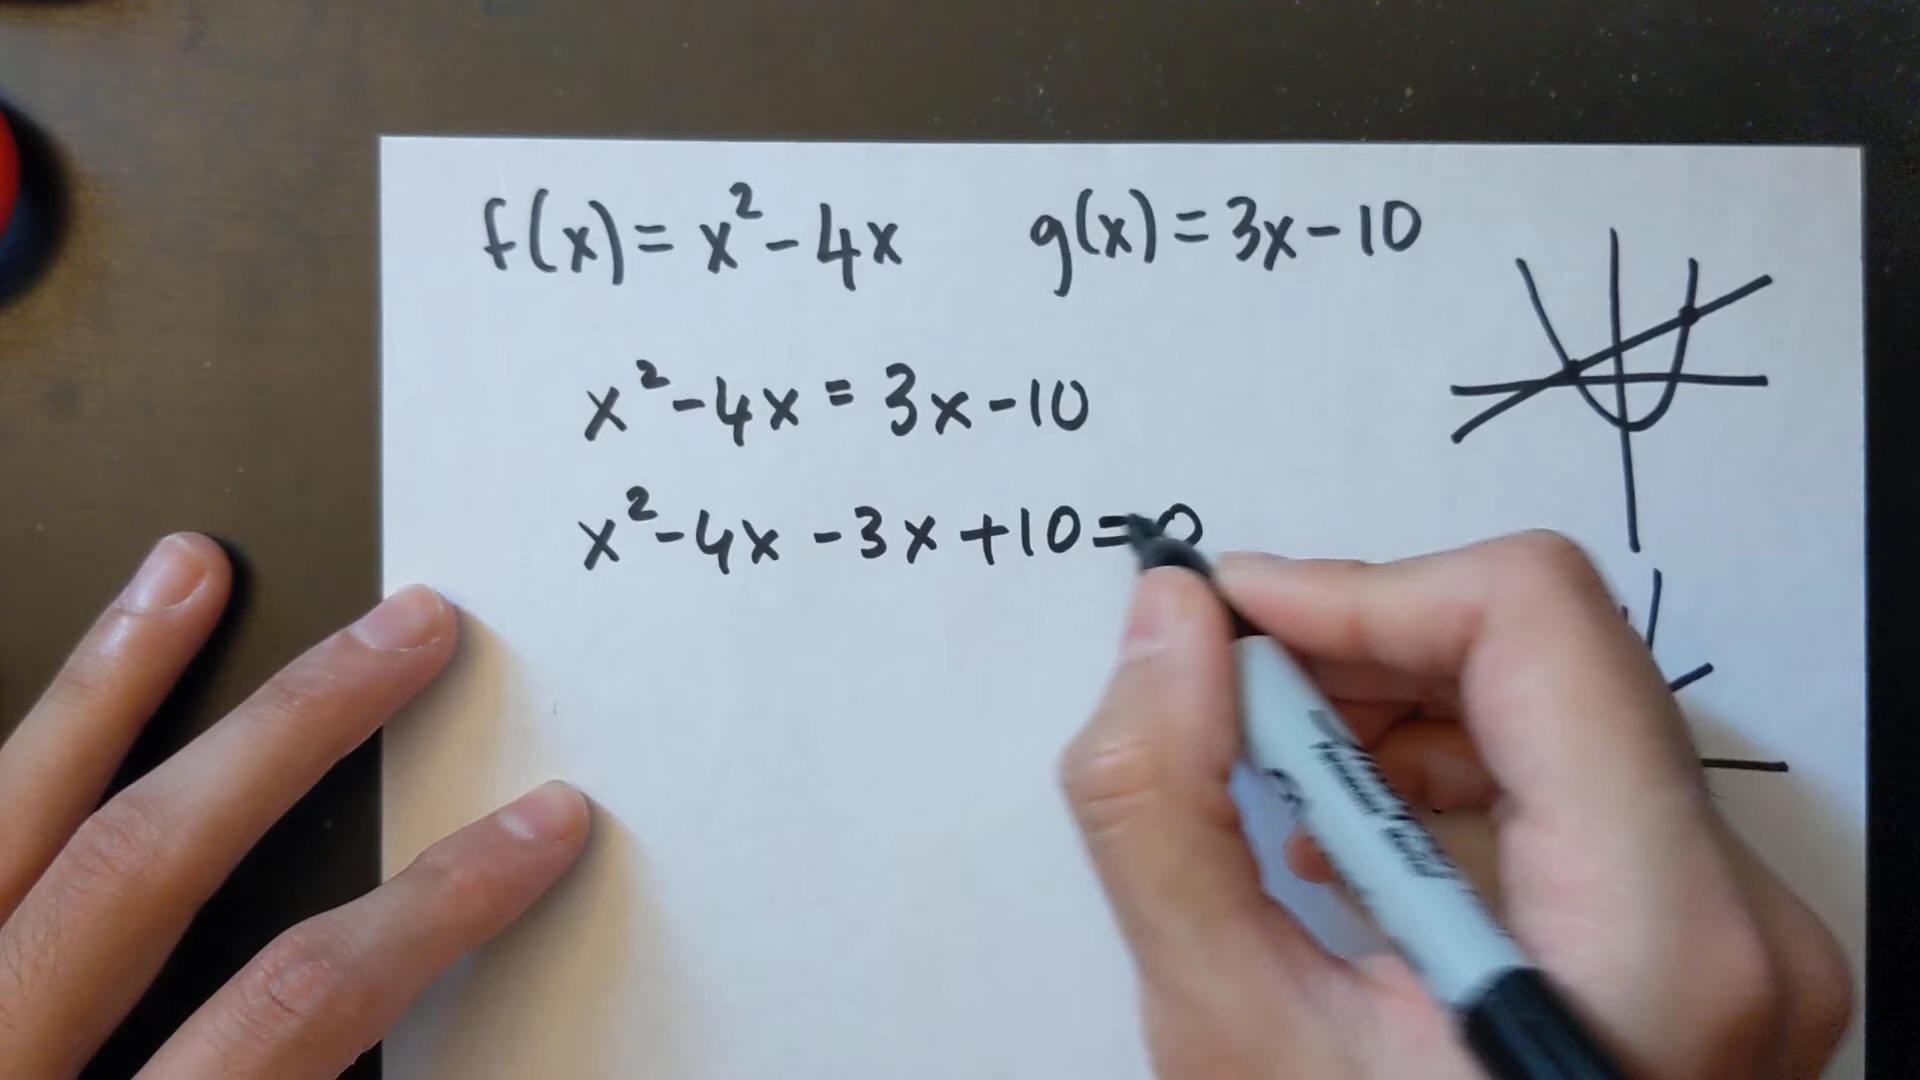 f(x) = x² - 4x g(x) = 3x - 10
x² - 4x = 3x - 10
x² - 4x - 3x + 10 = 0